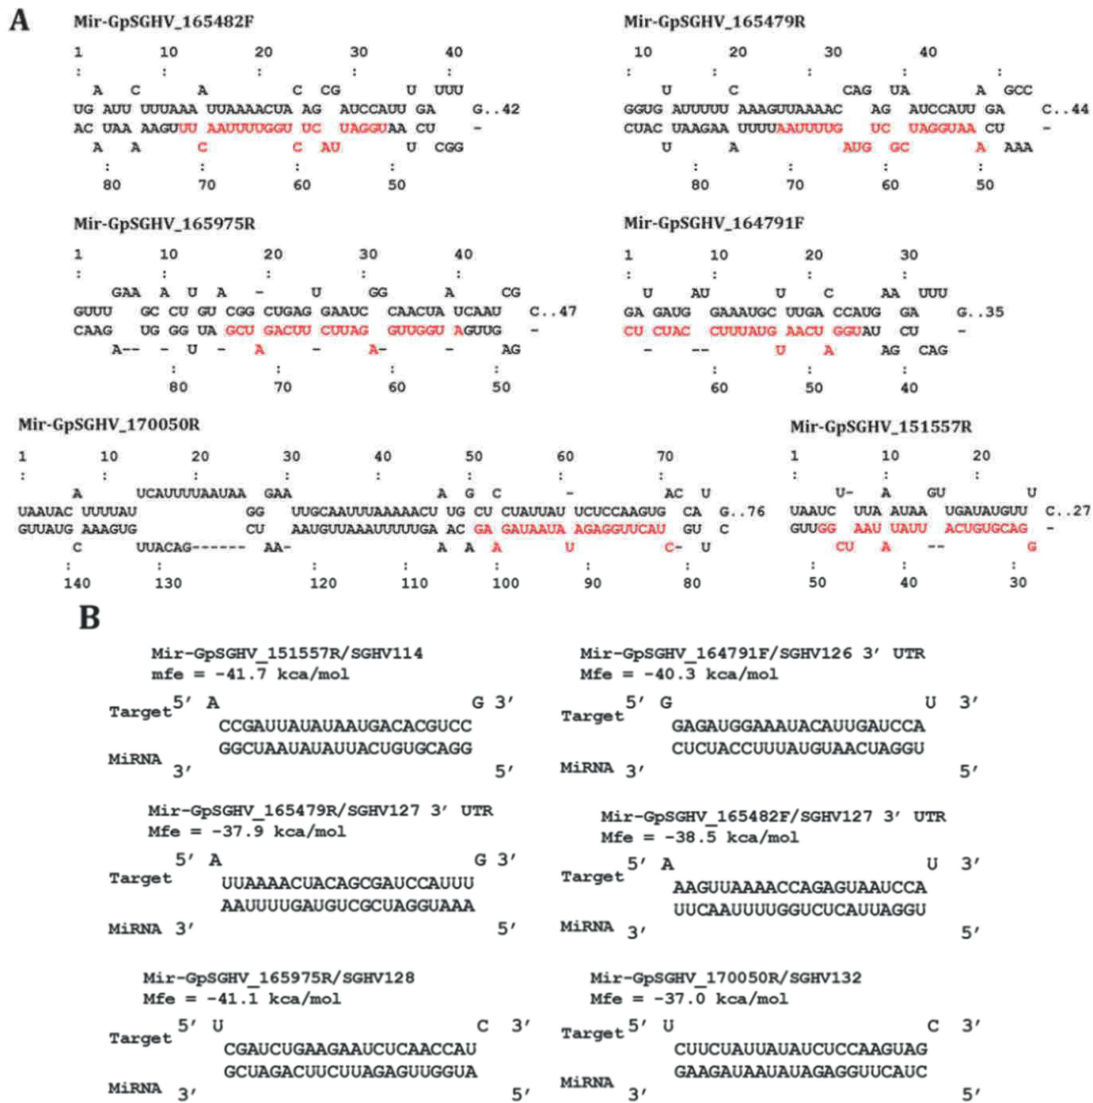 A
Mir-GpSGHV_165482F
1 10 20 30 40
: : : : :
A C A C CG U UUU
UG AUU UUUAAA UUAAAACUA AG AUCCAUU GA G..42
AC UAA AAGUUU AAUUUUGGU UC UAGGUAA CU -
A A C C AU U CGG
: : : :
80 70 60 50
Mir-GpSGHV_165479R
10 20 30 40
: : : : :
U C CAG UA A GCC
GGUG AUUUUU AAAGUUAAAAC AG AUCCAUU GA C..44
CUAC UAAGAA UUUUAAUUUUG UC UAGGUAA CU -
U A AUG GC A AAA
: : : :
80 70 60 50
Mir-GpSGHV_165975R
1 10 20 30 40
: : : : :
GAA A U A - U GG A CG
GUUU GC CU GU CGG CUGAG GAAUC CAACUA UCAAU C..47
CAAG UG GG UA GCU GACUU CUUAG GUUGGU AGUUG -
A-- - U - A - A- - AG
: : : :
80 70 60 50
Mir-GpSGHV_164791F
1 10 20 30
: : : :
U AU U C AA UUU
GA GAUG GAAAUGC UUGA CCAUG GA G..35
CU CUAC CUUUAUG AACU GGUAU CU -
- -- U A AG CAG
: : :
60 50 40
Mir-GpSGHV_170050R
1 10 20 30 40 50 60 70
: : : : : : : :
A UCAUUUUAAUAA GAA A G C - AC U
UAAUAC UUUUAU GG UUGCAAUUUAAAAACU UG CU CUAUUAU UCUCCAAGUG CA G..76
GUUAUG AAAGUG CU AAUGUUAAAUUUUUGA AC GA GAUAAUA AGAGGUUCAU GU C
C UUACAG------ AA- A A A U C- U
: : : : : : :
140 130 120 110 100 90 80
Mir-GpSGHV_151557R
1 10 20
: : :
U- A GU U
UAAUC UUA AUAA UGAUAUGUU C..27
GUUGG AAU UAUU ACUGUGCAG -
CU A -- G
: : :
50 40 30
B
Mir-GpSGHV_151557R/SGHV114
mfe = -41.7 kca/mol
Target 5′ A G 3′
CCGAUUAUAUAAUGACACGUCC
GGCUAAUAUAUUACUGUGCAGG
MiRNA 3′ 5′
Mir-GpSGHV_164791F/SGHV126 3′ UTR
Mfe = -40.3 kca/mol
Target 5′ G U 3′
GAGAUGGAAAUACAUUGAUCCA
CUCUACCUUUAUGUAACUAGGU
MiRNA 3′ 5′
Mir-GpSGHV_165479R/SGHV127 3′ UTR
Mfe = -37.9 kca/mol
Target 5′ A G 3′
UUAAAACUACAGCGAUCCAUUU
AAUUUUGAUGUCGCUAGGUAAA
MiRNA 3′ 5′
Mir-GpSGHV_165482F/SGHV127 3′ UTR
Mfe = -38.5 kca/mol
Target 5′ A U 3′
AAGUUAAAACCAGAGUAAUCCA
UUCAAUUUUGGUCUCAUUAGGU
MiRNA 3′ 5′
Mir-GpSGHV_165975R/SGHV128
Mfe = -41.1 kca/mol
Target 5′ U C 3′
CGAUCUGAAGAAUCUCAACCAU
GCUAGACUUCUUAGAGUUGGUA
MiRNA 3′ 5′
Mir-GpSGHV_170050R/SGHV132
Mfe = -37.0 kca/mol
Target 5′ U C 3′
CUUCUAUUAUAUCUCCAAGUAG
GAAGAUAAUAUAGAGGUUCAUC
MiRNA 3′ 5′